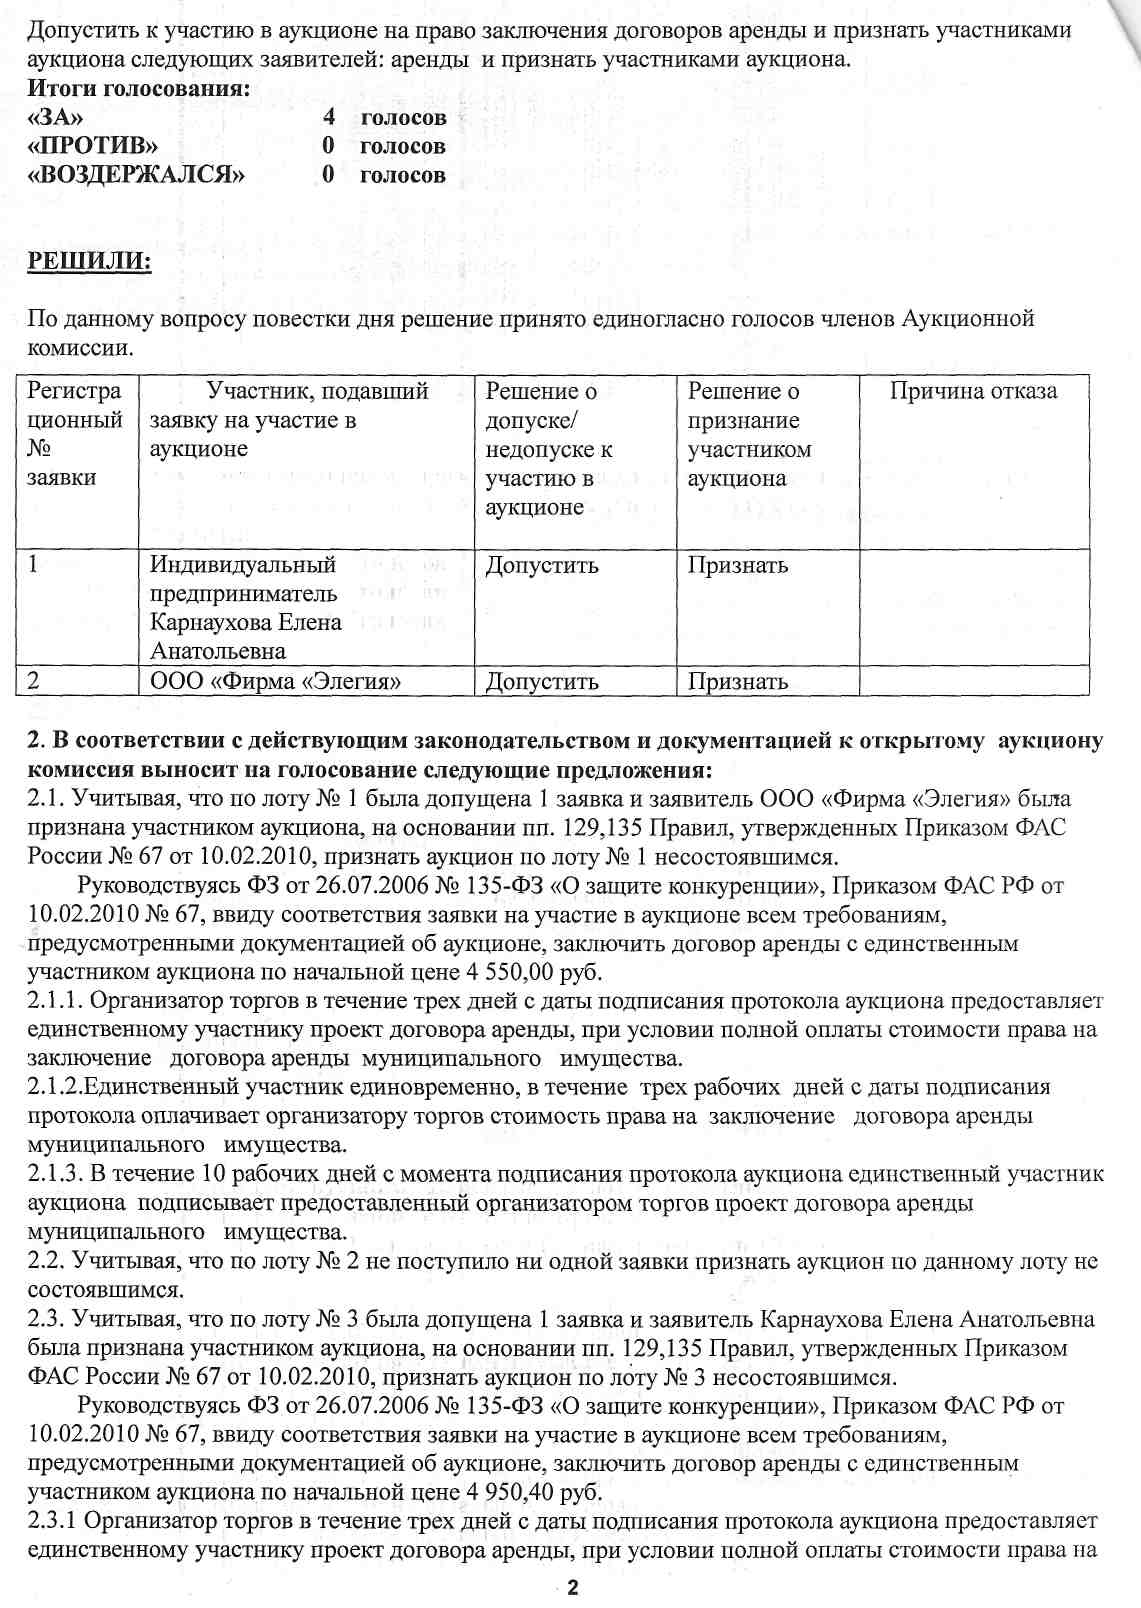 Допустить к участию в аукционе на право заключения договоров аренды и признать участниками
аукциона следующих заявителей: аренды и признать участниками аукциона.
Итоги голосования:
«ЗА» 4 голосов
«ПРОТИВ» 0 голосов
«ВОЗДЕРЖАЛСЯ» 0 голосов
РЕШИЛИ:
По данному вопросу повестки дня решение принято единогласно голосов членов Аукционной
комиссии.
Регистра
ционный
№
заявки
Участник, подавший
заявку на участие в
аукционе
Решение о
допуске/
недопуске к
участию в
аукционе
Решение о
признание
участником
аукциона
Причина отказа
1
Индивидуальный
предприниматель
Карнаухова Елена
Анатольевна
Допустить
Признать
2
ООО «Фирма «Элегия»
Допустить
Признать
2. В соответствии с действующим законодательством и документацией к открытому аукциону
комиссия выносит на голосование следующие предложения:
2.1. Учитывая, что по лоту № 1 была допущена 1 заявка и заявитель ООО «Фирма «Элегия» была
признана участником аукциона, на основании пп. 129,135 Правил, утвержденных Приказом ФАС
России № 67 от 10.02.2010, признать аукцион по лоту № 1 несостоявшимся.
Руководствуясь ФЗ от 26.07.2006 № 135-ФЗ «О защите конкуренции», Приказом ФАС РФ от
10.02.2010 № 67, ввиду соответствия заявки на участие в аукционе всем требованиям,
предусмотренными документацией об аукционе, заключить договор аренды с единственным
участником аукциона по начальной цене 4 550,00 руб.
2.1.1. Организатор торгов в течение трех дней с даты подписания протокола аукциона предоставляет
единственному участнику проект договора аренды, при условии полной оплаты стоимости права на
заключение договора аренды муниципального имущества.
2.1.2.Единственный участник единовременно, в течение трех рабочих дней с даты подписания
протокола оплачивает организатору торгов стоимость права на заключение договора аренды
муниципального имущества.
2.1.3. В течение 10 рабочих дней с момента подписания протокола аукциона единственный участник
аукциона подписывает предоставленный организатором торгов проект договора аренды
муниципального имущества.
2.2. Учитывая, что по лоту № 2 не поступило ни одной заявки признать аукцион по данному лоту не
состоявшимся.
2.3. Учитывая, что по лоту № 3 была допущена 1 заявка и заявитель Карнаухова Елена Анатольевна
была признана участником аукциона, на основании пп. 129,135 Правил, утвержденных Приказом
ФАС России № 67 от 10.02.2010, признать аукцион по лоту № 3 несостоявшимся.
Руководствуясь ФЗ от 26.07.2006 № 135-ФЗ «О защите конкуренции», Приказом ФАС РФ от
10.02.2010 № 67, ввиду соответствия заявки на участие в аукционе всем требованиям,
предусмотренными документацией об аукционе, заключить договор аренды с единственным
участником аукциона по начальной цене 4 950,40 руб.
2.3.1 Организатор торгов в течение трех дней с даты подписания протокола аукциона предоставляет
единственному участнику проект договора аренды, при условии полной оплаты стоимости права на
2